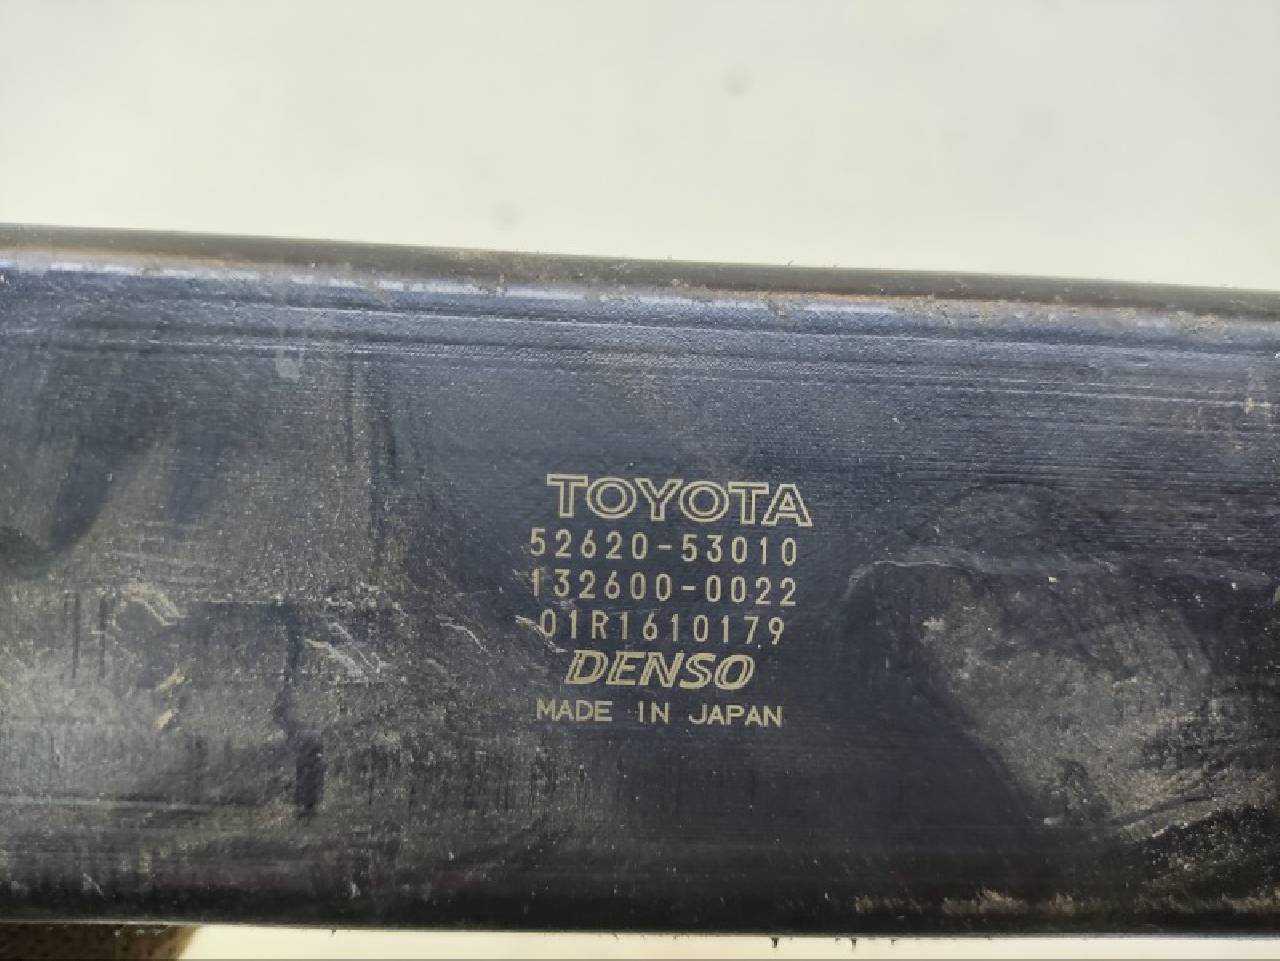 TOYOTA
52620-53010
132600-0022
01R1610179
DENSO
MADE IN JAPAN